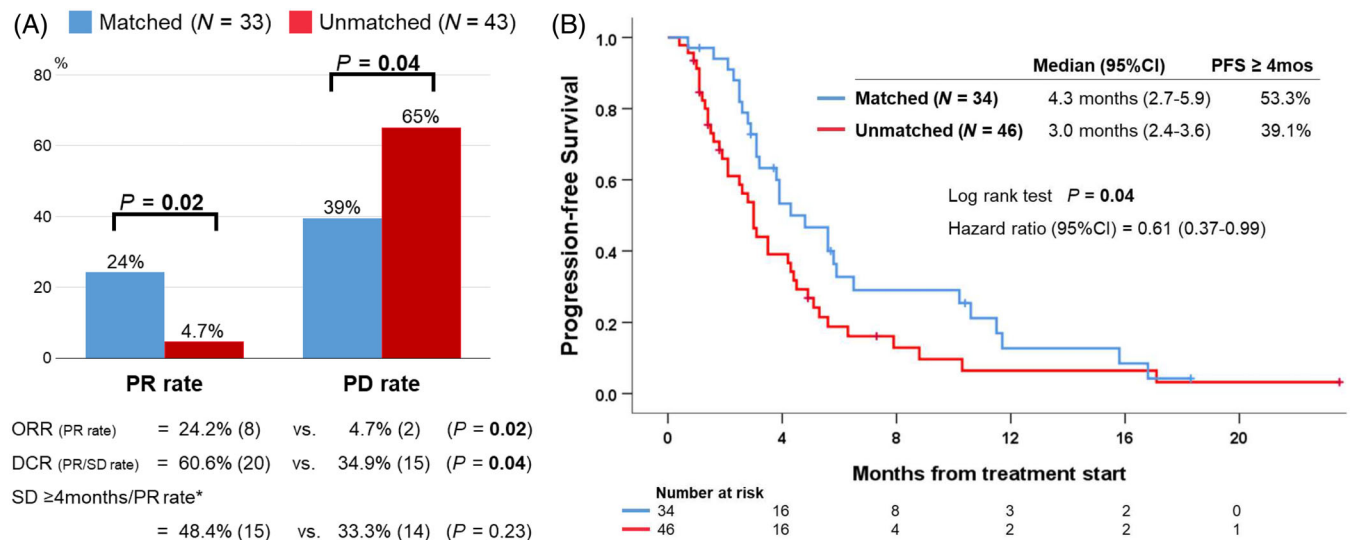 (A) Matched (N = 33) Unmatched (N = 43)
%
80
60
40
20
0
P = 0.02
P = 0.04
24%
4.7%
39%
65%
PR rate PD rate
ORR (PR rate) = 24.2% (8) vs. 4.7% (2) (P = 0.02)
DCR (PR/SD rate) = 60.6% (20) vs. 34.9% (15) (P = 0.04)
SD ≥4months/PR rate*
= 48.4% (15) vs. 33.3% (14) (P = 0.23)
(B)
Progression-free Survival
1.0
0.8
0.6
0.4
0.2
0.0
Median (95%CI) PFS ≥ 4mos
Matched (N = 34) 4.3 months (2.7-5.9) 53.3%
Unmatched (N = 46) 3.0 months (2.4-3.6) 39.1%
Log rank test P = 0.04
Hazard ratio (95%CI) = 0.61 (0.37-0.99)
0 4 8 12 16 20
Months from treatment start
Number at risk
34 16 8 3 2 0
46 16 4 2 2 1